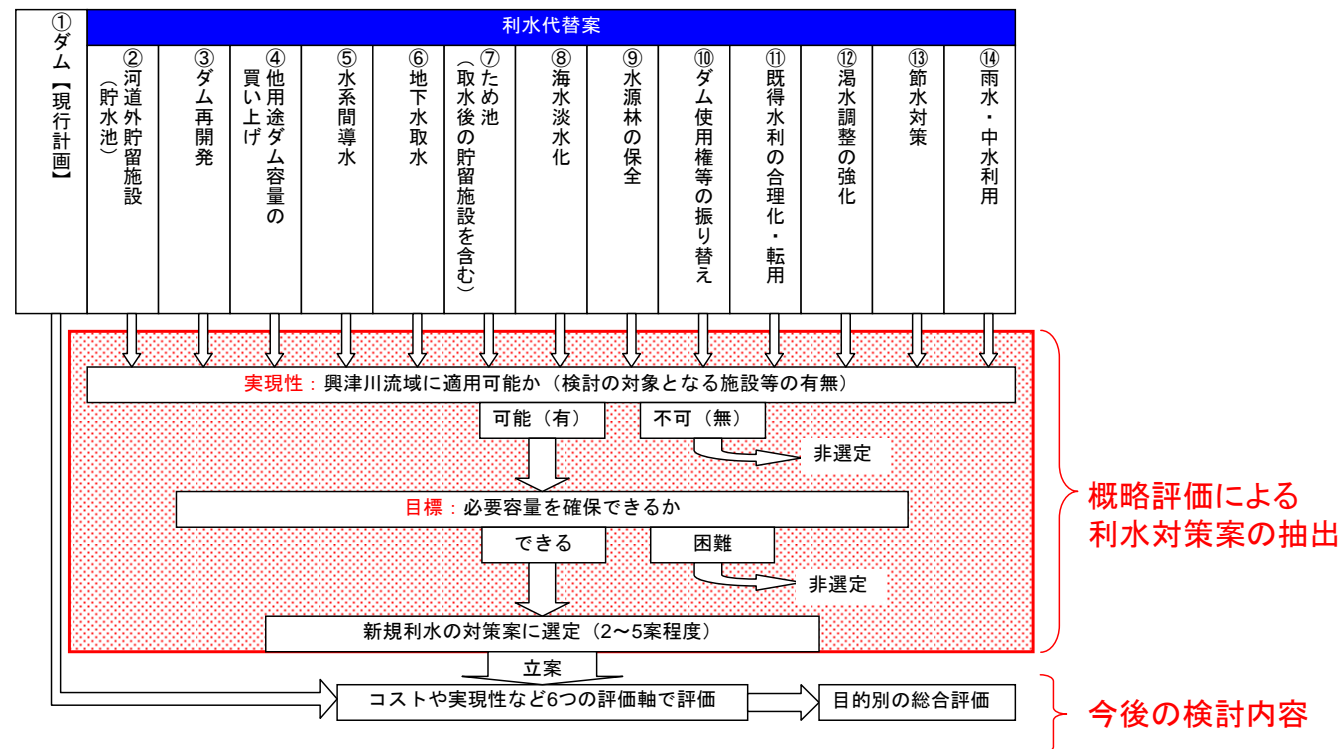 利水代替案
①ダム【現行計画】
②河道外貯留施設
(貯水池)
③ダム再開発
④他用途ダム容量の
買い上げ
⑤水系間導水
⑥地下水取水
⑦ため池
(取水後の貯留施設を含む)
⑧海水淡水化
⑨水源林の保全
⑩ダム使用権等の振り替え
⑪既得水利の合理化・転用
⑫渇水調整の強化
⑬節水対策
⑭雨水・中水利用
実現性：興津川流域に適用可能か（検討の対象となる施設等の有無）
可能（有）
不可（無）
非選定
目標：必要容量を確保できるか
できる
困難
非選定
新規利水の対策案に選定（2～5案程度）
立案
コストや実現性など6つの評価軸で評価
目的別の総合評価
概略評価による
利水対策案の抽出
今後の検討内容